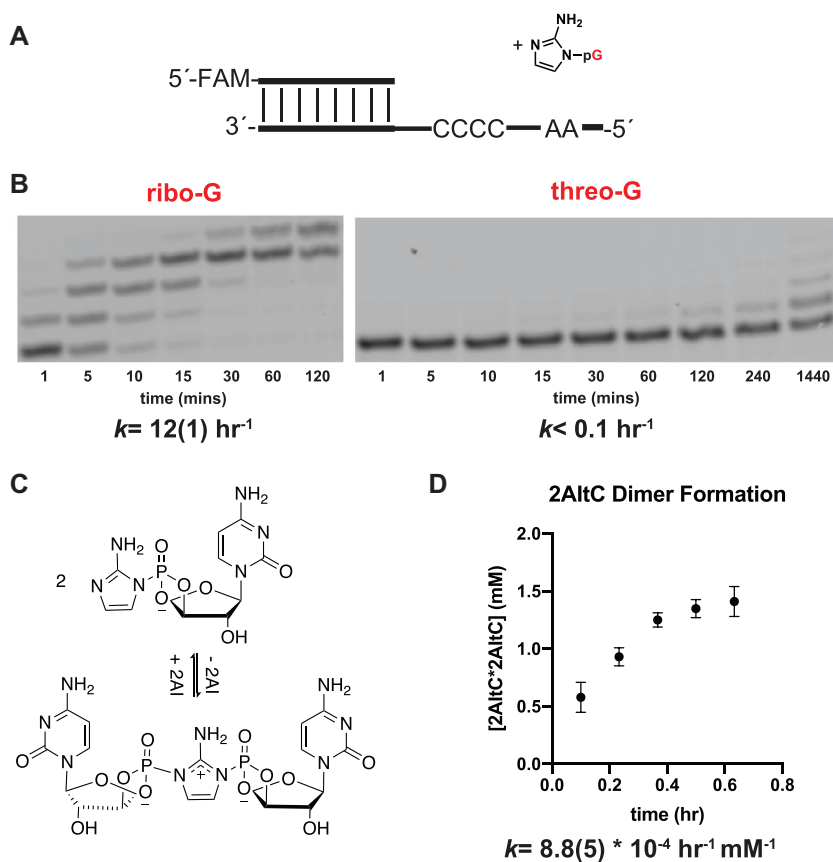 A
NH₂
N
N
+
-pG
5´-FAM-
3´-
CCCC
AA
-5´
B
ribo-G
threo-G
1 5 10 15 30 60 120
1 5 10 15 30 60 120 240 1440
time (mins)
time (mins)
k= 12(1) hr⁻¹
k< 0.1 hr⁻¹
C
NH₂
NH₂
O
N
2
N
N
P
O
O
O
N
O
–
OH
+ 2AI
- 2AI
NH₂
NH₂
NH₂
N
O
O
N
O
N
O
P
N
N
P
O
N
O
O
O
+
O
O
–
–
OH
OH
D
2AltC Dimer Formation
[2AltC*2AltC] (mM)
2.0
1.5
1.0
0.5
0.0
0.0 0.2 0.4 0.6 0.8
time (hr)
k= 8.8(5) * 10⁻⁴ hr⁻¹ mM⁻¹